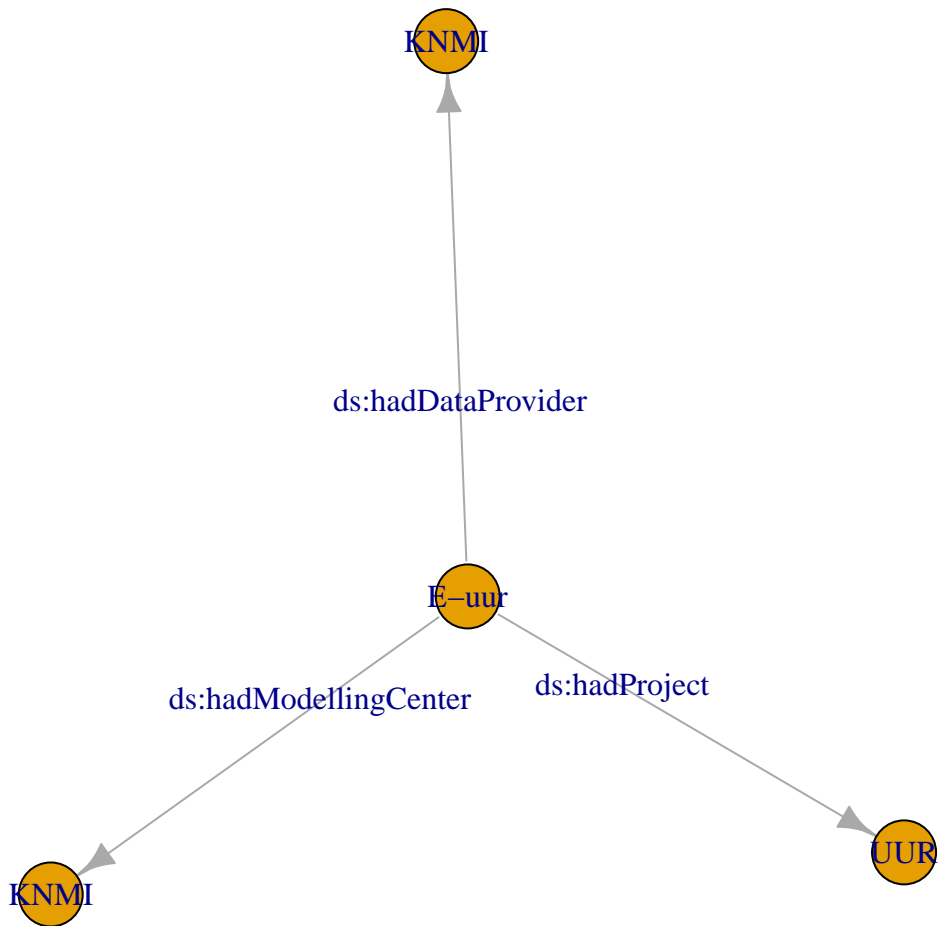 KNMI
ds:hadDataProvider
E–uur
ds:hadProject
ds:hadModellingCenter
UUR
KNMI